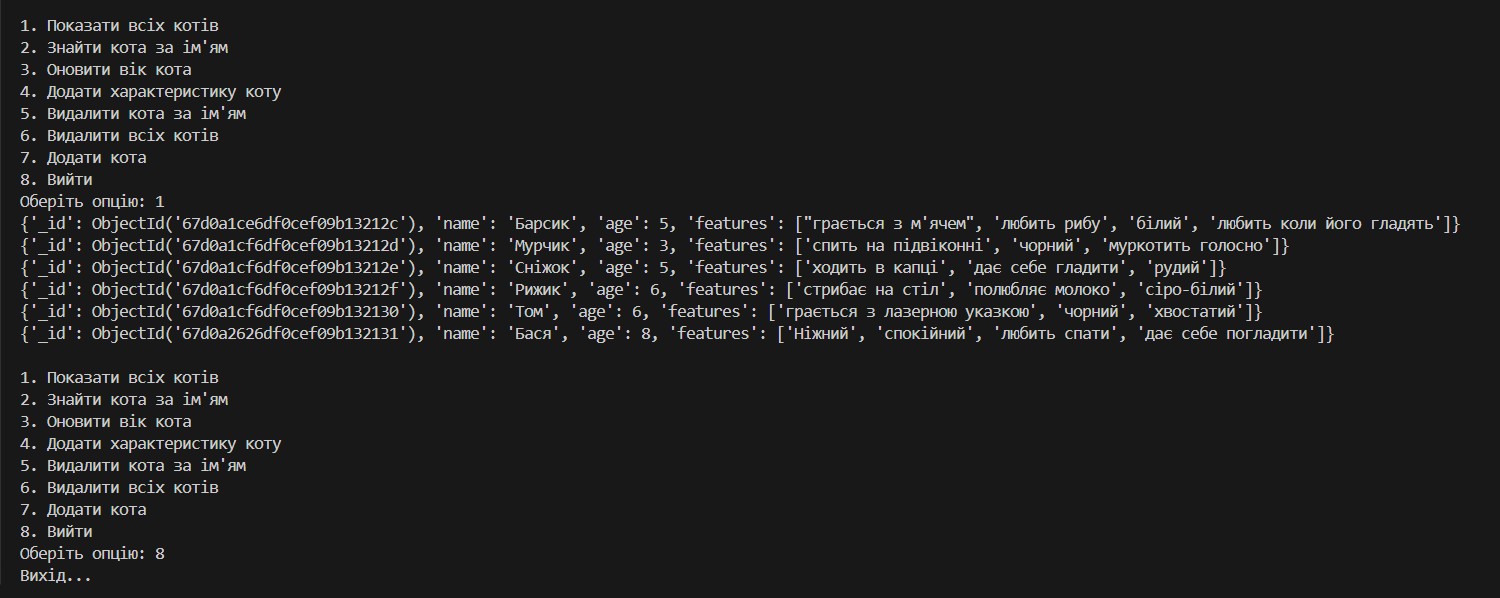 1. Показати всіх котів
2. Знайти кота за ім'ям
3. Оновити вік кота
4. Додати характеристику коту
5. Видалити кота за ім'ям
6. Видалити всіх котів
7. Додати кота
8. Вийти
Оберіть опцію: 1
{'_id': ObjectId('67d0a1ce6df0cef09b13212c'), 'name': 'Барсик', 'age': 5, 'features': ["грається з м'ячем", 'любить рибу', 'білий', 'любить коли його гладять']}
{'_id': ObjectId('67d0a1cf6df0cef09b13212d'), 'name': 'Мурчик', 'age': 3, 'features': ['спить на підвіконні', 'чорний', 'муркотить голосно']}
{'_id': ObjectId('67d0a1cf6df0cef09b13212e'), 'name': 'Сніжок', 'age': 5, 'features': ['ходить в капці', 'дає себе гладити', 'рудий']}
{'_id': ObjectId('67d0a1cf6df0cef09b13212f'), 'name': 'Рижик', 'age': 6, 'features': ['стрибає на стіл', 'полюбляє молоко', 'сіро-білий']}
{'_id': ObjectId('67d0a1cf6df0cef09b132130'), 'name': 'Том', 'age': 6, 'features': ['грається з лазерною указкою', 'чорний', 'хвостатий']}
{'_id': ObjectId('67d0a2626df0cef09b132131'), 'name': 'Бася', 'age': 8, 'features': ['Ніжний', 'спокійний', 'любить спати', 'дає себе погладити']}
1. Показати всіх котів
2. Знайти кота за ім'ям
3. Оновити вік кота
4. Додати характеристику коту
5. Видалити кота за ім'ям
6. Видалити всіх котів
7. Додати кота
8. Вийти
Оберіть опцію: 8
Вихід...